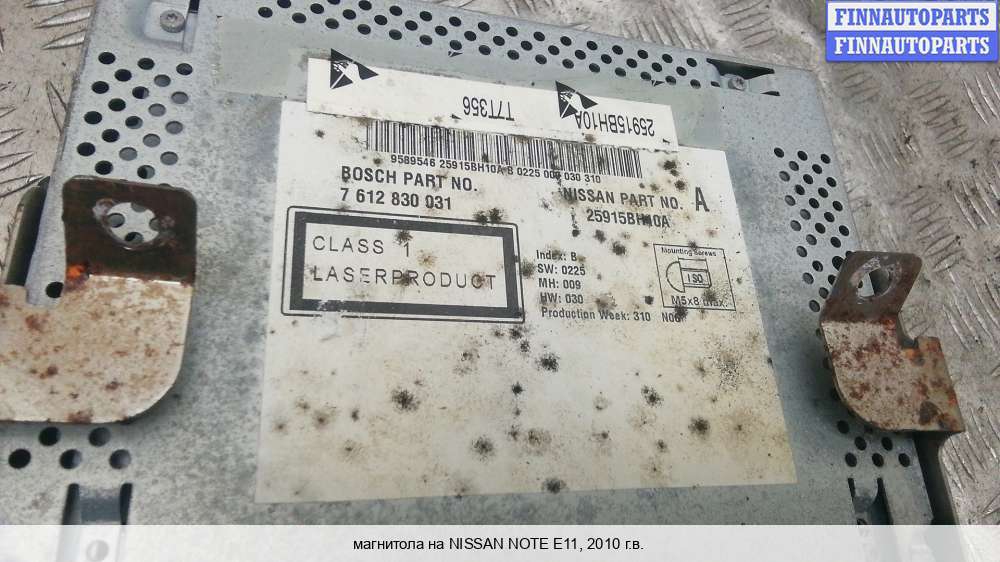 FINNAUTOPARTS
FINNAUTOPARTS
T7T356
25915BH10A
9589546 25915BH10A B 0225 009 030 310
BOSCH PART NO.
7 612 830 031
NISSAN PART NO. A
25915BH10A
CLASS 1
LASERPRODUCT
Index: B
SW: 0225
MH: 009
HW: 030
Production Week: 310
Mounting Screws
ISO
M5x8 max.
магнитола на NISSAN NOTE E11, 2010 г.в.